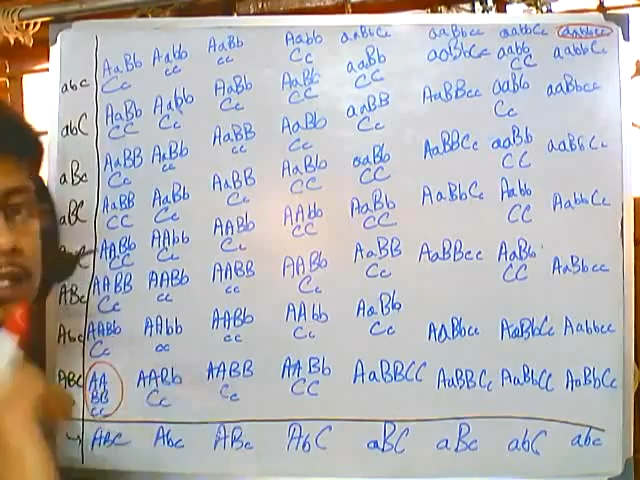 abc AaBb Cc Aabb cc AaBb cc Aabb Cc aaBbCc aaBbcc aabbCc aabbcc
abC AaBb CC Aabb Cc AaBb Cc AaBb CC aaBb CC aaBbCc aabb CC aabbCc
aBc AaBB Cc AaBb cc AaBB cc AaBb Cc aaBB Cc AaBBcc aaBb Cc aaBbcc
aBC AaBB CC AaBb Cc AaBB Cc AaBb CC aaBb CC AaBBCc aaBb CC aaBbCc
AABb CC AAbb Cc AABb Cc AAbb CC AaBb CC AaBbCc Aabb CC AabbCc
ABc AABB Cc AABb cc AABB cc AABb Cc AaBB Cc AaBBcc AaBb CC AaBbcc
Abc AABb Cc AAbb cc AABb cc AAbb Cc AaBb Cc AaBbcc AaBbCc Aabbcc
ABC AA BB CC AABb Cc AABB Cc AABb CC AaBBCC AaBBCc AaBbCC AaBbCc
ABC Abc ABc AbC aBC aBc abC abc